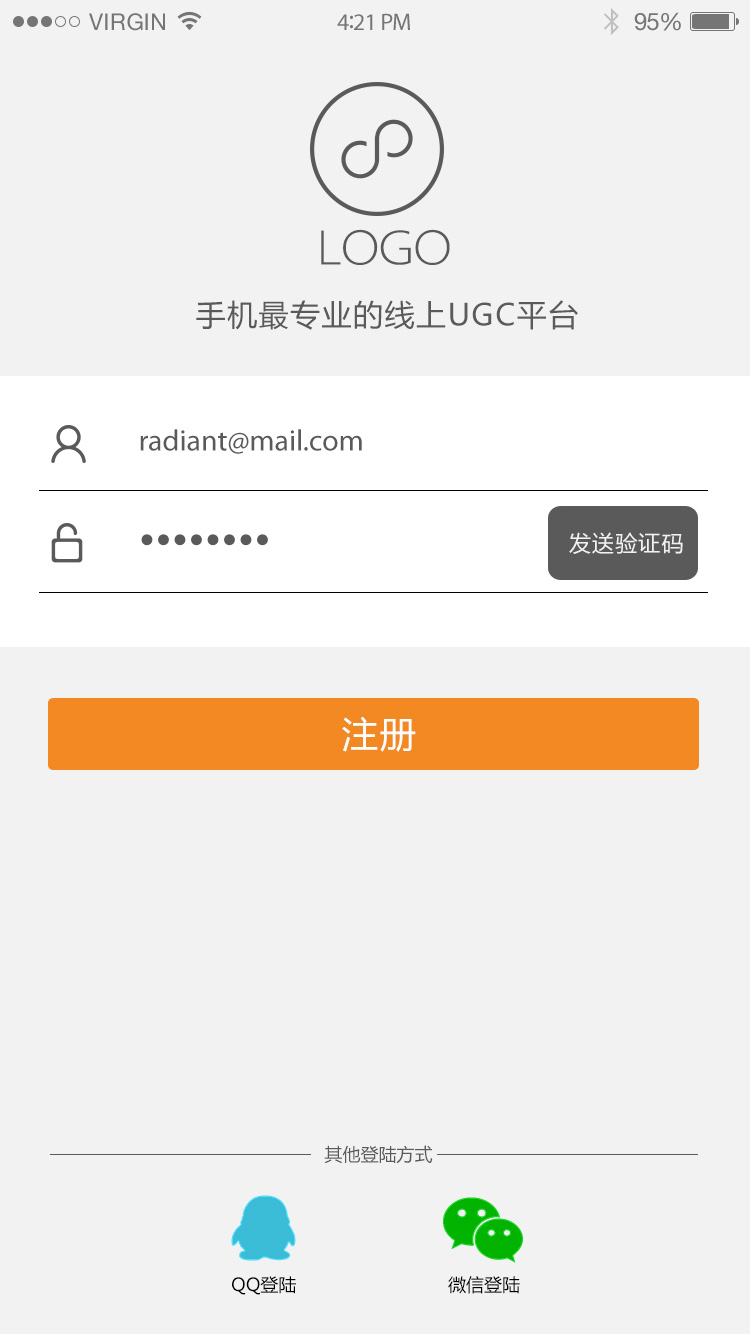 VIRGIN 4:21 PM 95%
LOGO
手机最专业的线上UGC平台
radiant@mail.com
••••••••
发送验证码
注册
其他登陆方式
QQ登陆 微信登陆